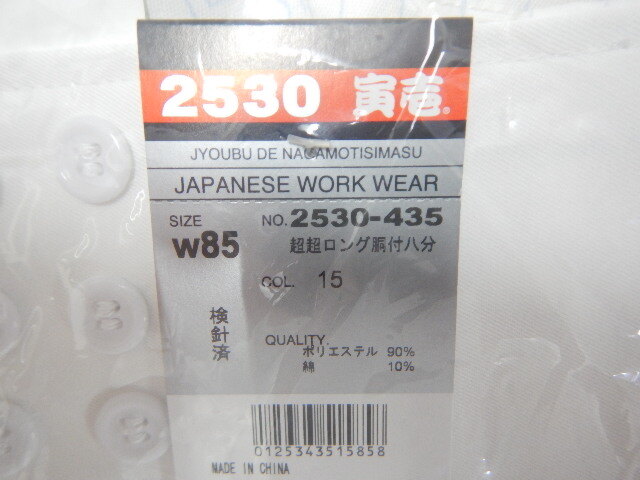 2530 寅壱®
JYOUBU DE NAGAMOTISIMASU
JAPANESE WORK WEAR
SIZE NO. 2530-435
W85 超超ロング胴付八分
COL. 15
検針済
QUALITY.
ポリエステル 90%
綿 10%
0125343515858
MADE IN CHINA